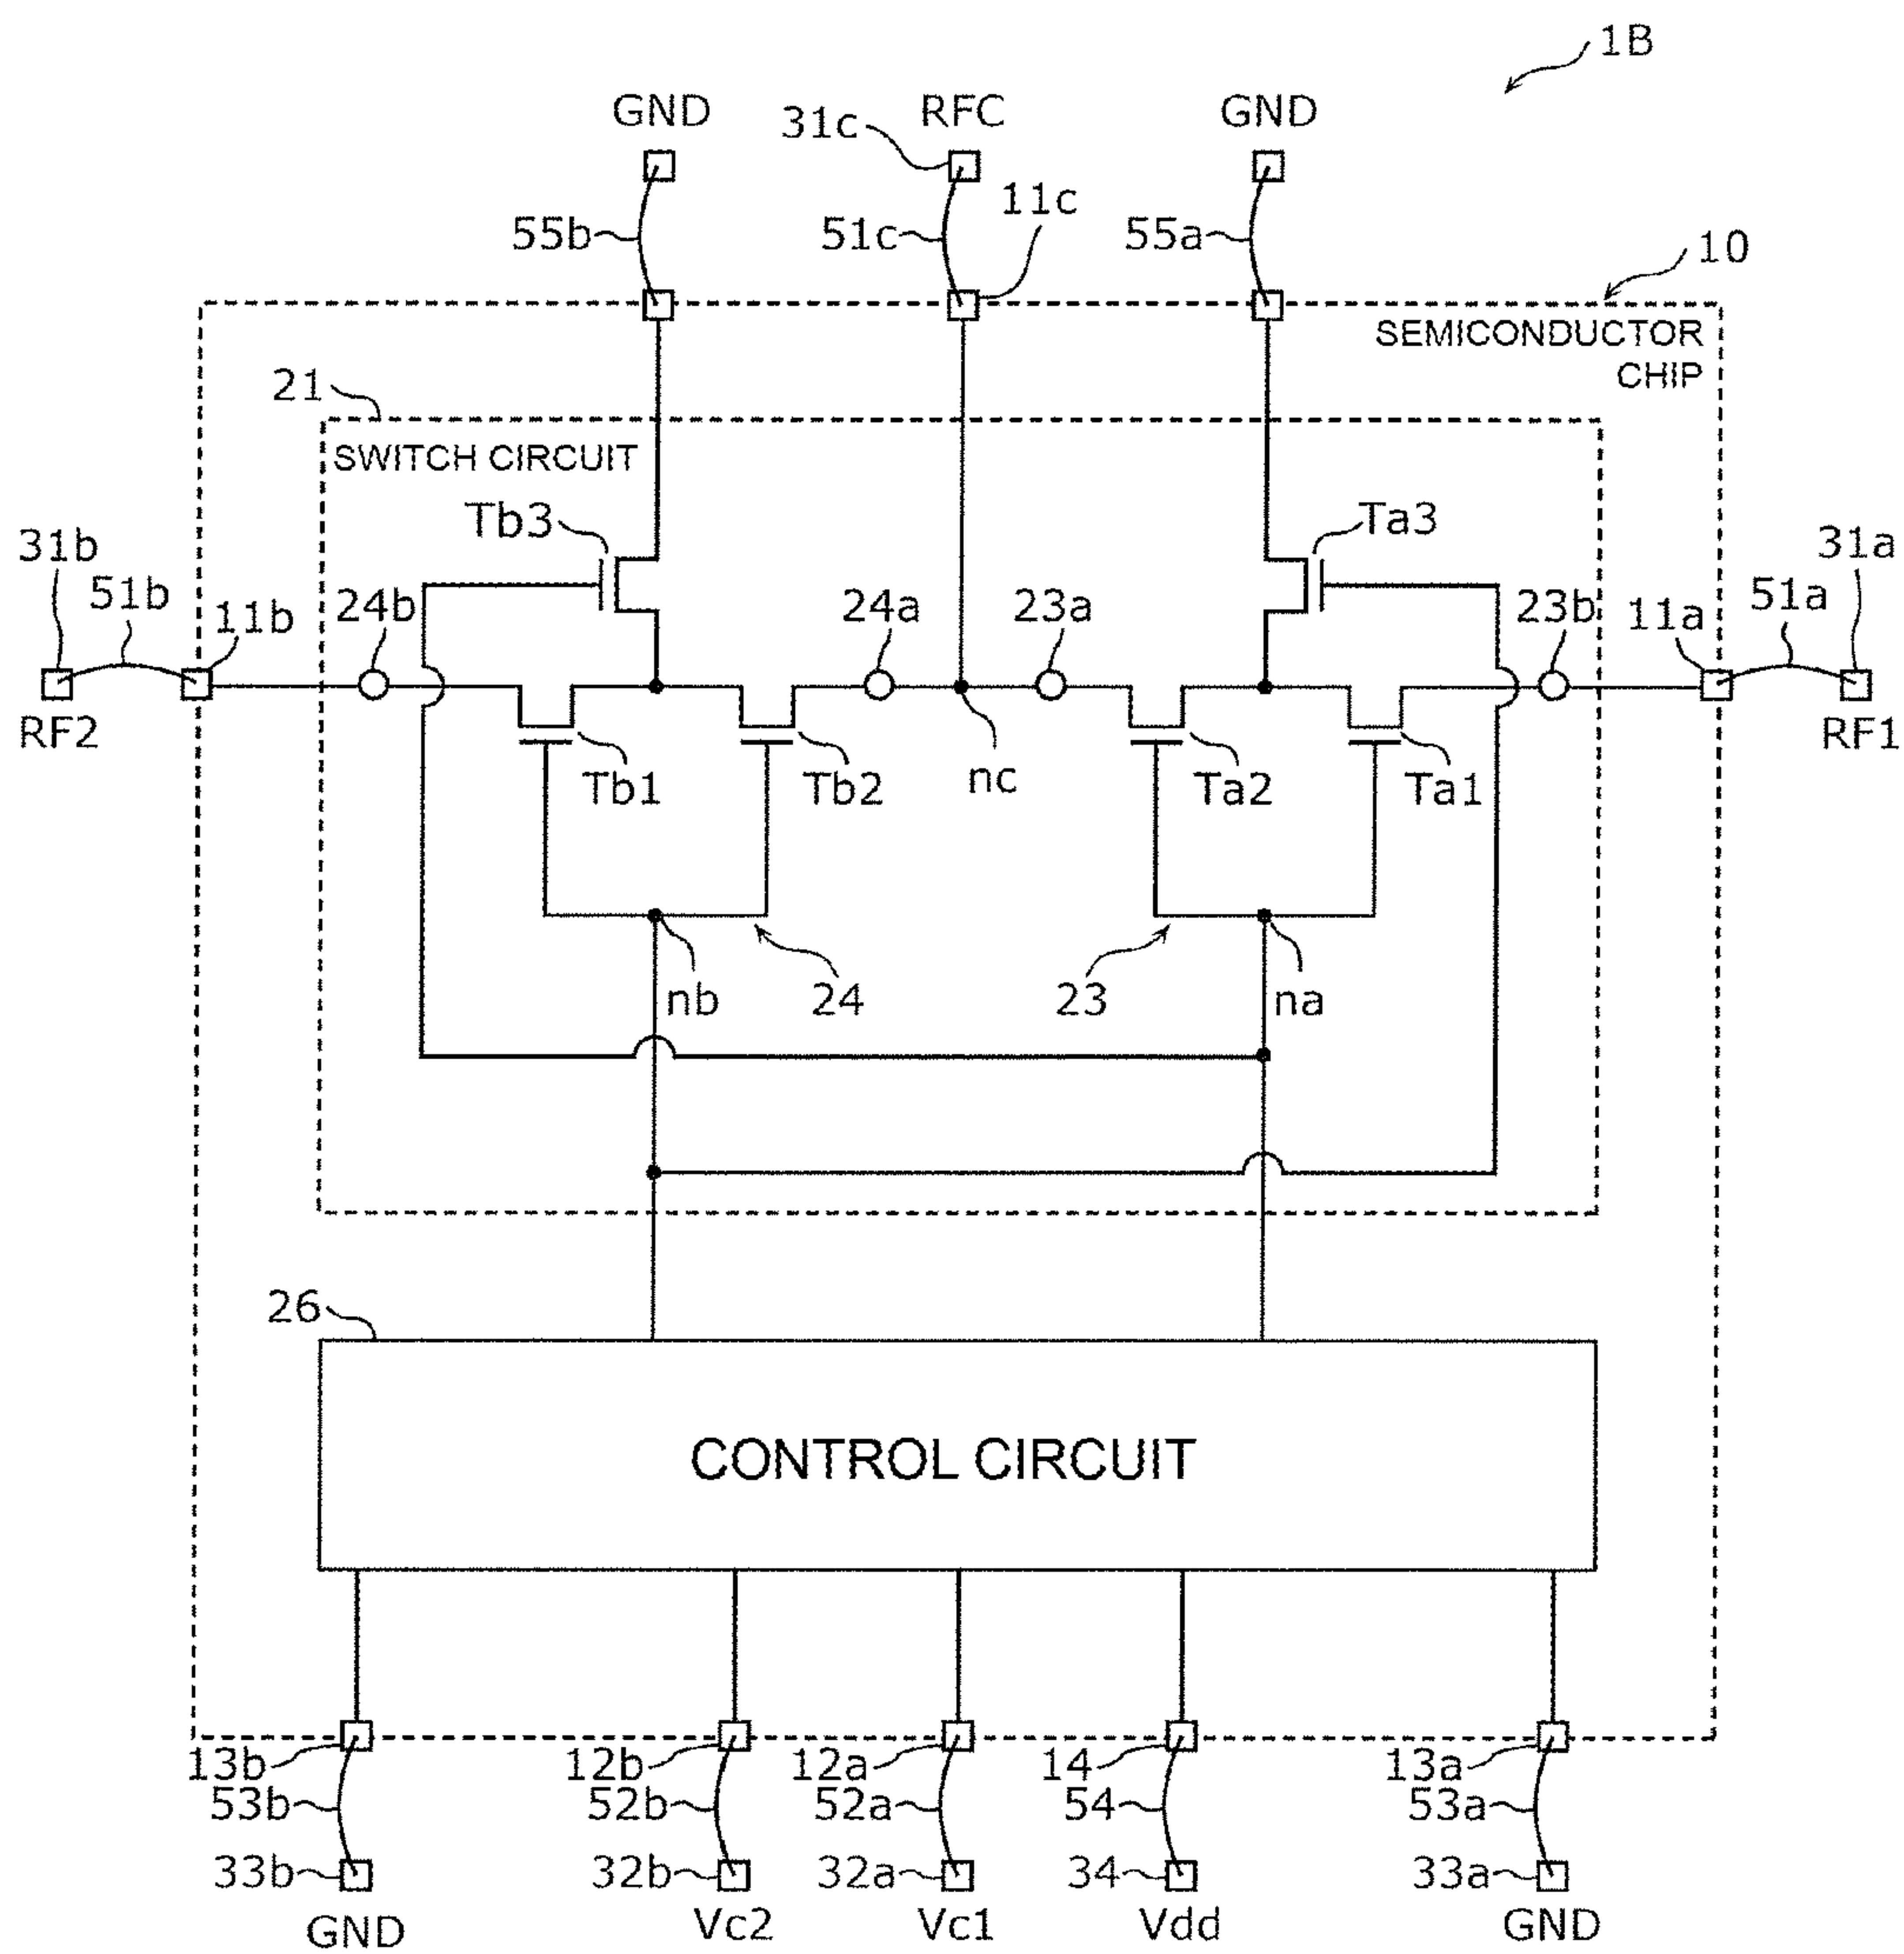 1B
GND
31c
RFC
GND
11c
55b
51c
55a
10
SEMICONDUCTOR
CHIP
21
SWITCH CIRCUIT
Tb3
Ta3
31b
31a
51b
11b
24b
24a
23a
23b
11a
51a
RF2
RF1
Tb1
Tb2
nc
Ta2
Ta1
nb
24
23
na
26
CONTROL CIRCUIT
13b
12b
12a
14
13a
53b
52b
52a
54
53a
33b
32b
32a
34
33a
GND
Vc2
Vc1
Vdd
GND